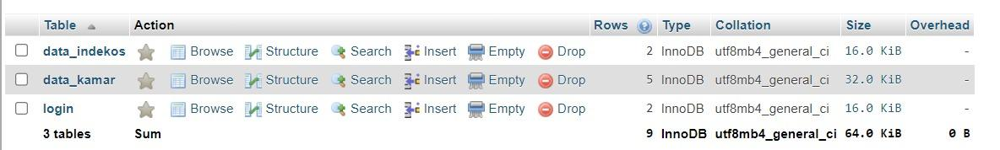 Table Action Rows Type Collation Size Overhead
data_indekos Browse Structure Search Insert Empty Drop 2 InnoDB utf8mb4_general_ci 16.0 KiB -
data_kamar Browse Structure Search Insert Empty Drop 5 InnoDB utf8mb4_general_ci 32.0 KiB -
login Browse Structure Search Insert Empty Drop 2 InnoDB utf8mb4_general_ci 16.0 KiB -
3 tables Sum 9 InnoDB utf8mb4_general_ci 64.0 KiB 0 B